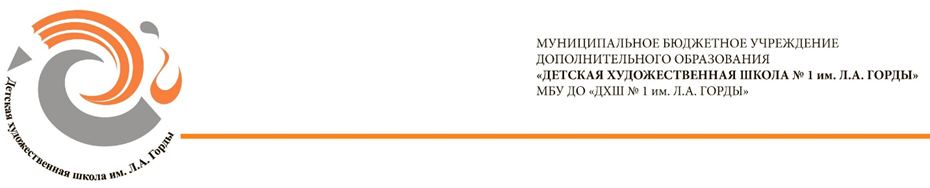 МУНИЦИПАЛЬНОЕ БЮДЖЕТНОЕ УЧРЕЖДЕНИЕ
ДОПОЛНИТЕЛЬНОГО ОБРАЗОВАНИЯ
«ДЕТСКАЯ ХУДОЖЕСТВЕННАЯ ШКОЛА № 1 им. Л.А. ГОРДЫ»
МБУ ДО «ДХШ № 1 им. Л.А. ГОРДЫ»
Детская художественная школа им. Л.А. Горды